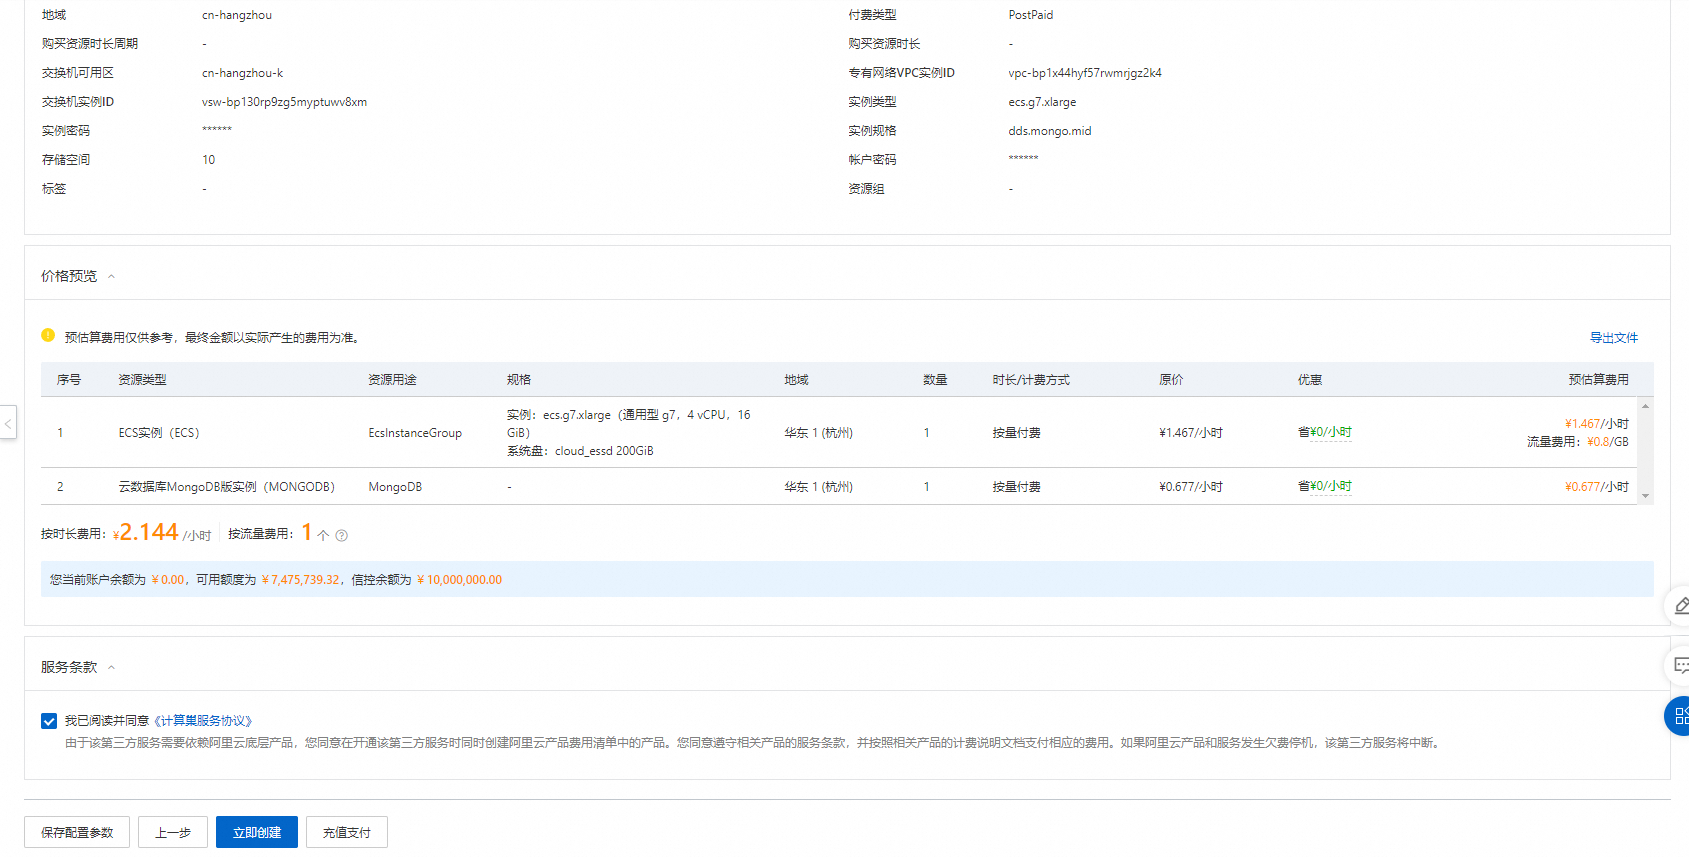 地域 cn-hangzhou 付费类型 PostPaid
购买资源时长周期 - 购买资源时长 -
交换机可用区 cn-hangzhou-k 专有网络VPC实例ID vpc-bp1x44hyf57rwmrjgz2k4
交换机实例ID vsw-bp130rp9zg5myptuwv8xm 实例类型 ecs.g7.xlarge
实例密码 ****** 实例规格 dds.mongo.mid
存储空间 10 帐户密码 ******
标签 - 资源组 -
价格预览
预估算费用仅供参考，最终金额以实际产生的费用为准。 导出文件
序号 资源类型 资源用途 规格 地域 数量 时长/计费方式 原价 优惠 预估算费用
1 ECS实例（ECS） EcsInstanceGroup 实例：ecs.g7.xlarge（通用型 g7，4 vCPU，16 GiB） 系统盘：cloud_essd 200GiB 华东 1 (杭州) 1 按量付费 ¥1.467/小时 省¥0/小时 ¥1.467/小时 流量费用：¥0.8/GB
2 云数据库MongoDB版实例（MONGODB） MongoDB - 华东 1 (杭州) 1 按量付费 ¥0.677/小时 省¥0/小时 ¥0.677/小时
按时长费用：¥2.144 /小时 按流量费用：1 个
您当前账户余额为 ￥0.00，可用额度为 ￥7,475,739.32，信控余额为 ￥10,000,000.00
服务条款
我已阅读并同意《计算巢服务协议》
由于该第三方服务需要依赖阿里云底层产品，您同意在开通该第三方服务时同时创建阿里云产品费用清单中的产品。您同意遵守相关产品的服务条款，并按照相关产品的计费说明文档支付相应的费用。如果阿里云产品和服务发生欠费停机，该第三方服务将中断。
保存配置参数 上一步 立即创建 充值支付